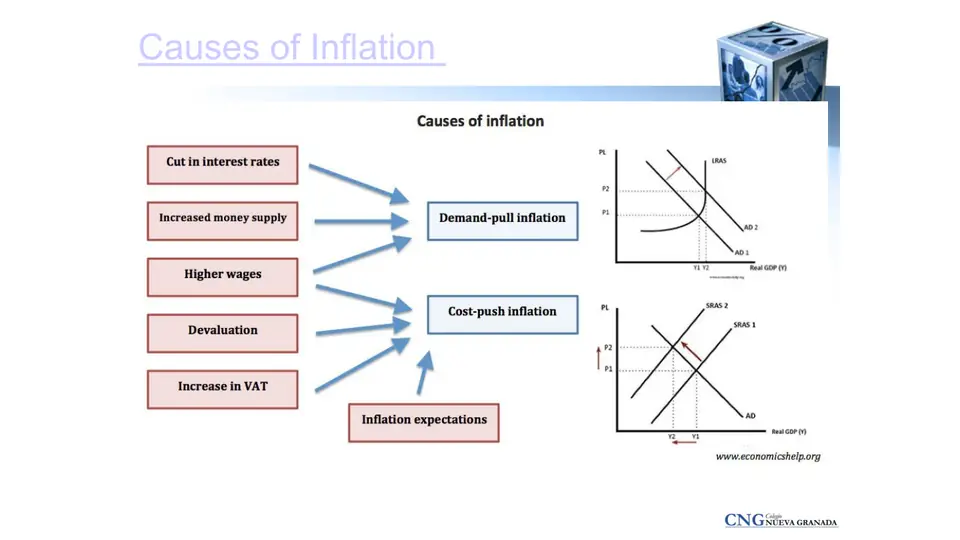 Causes of Inflation
%
Causes of inflation
Cut in interest rates
Increased money supply
Higher wages
Devaluation
Increase in VAT
Inflation expectations
Demand-pull inflation
Cost-push inflation
PL
LRAS
P2
P1
AD 2
AD 1
Y1 Y2
Real GDP (Y)
www.economicshelp.org
PL
SRAS 2
SRAS 1
P2
P1
AD
Y2 Y1
Real GDP (Y)
www.economicshelp.org
CNG Colegio NUEVA GRANADA